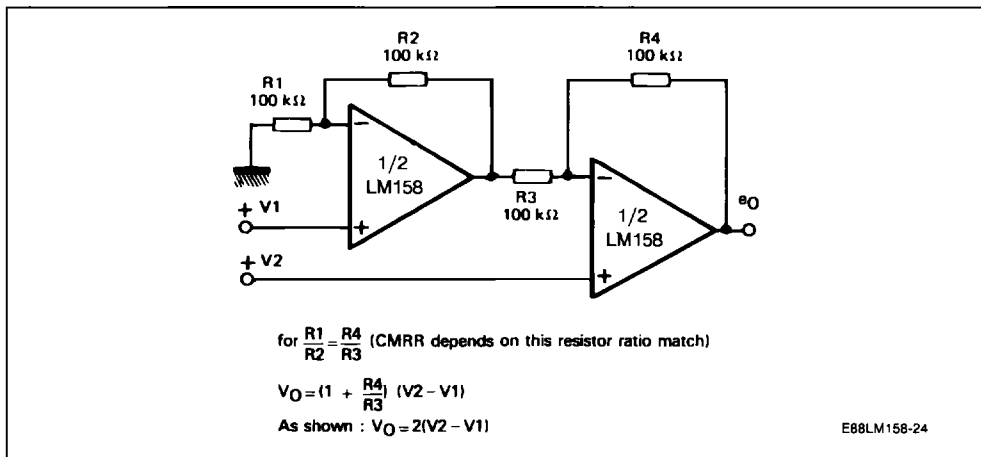 R2
100 kΩ
R4
100 kΩ
R1
100 kΩ
−
1/2
LM158
+
R3
100 kΩ
−
1/2
LM158
+
eO
+ V1
+ V2
for R1/R2 = R4/R3 (CMRR depends on this resistor ratio match)
VO = (1 + R4/R3) (V2 − V1)
As shown : VO = 2(V2 − V1)
E88LM158-24